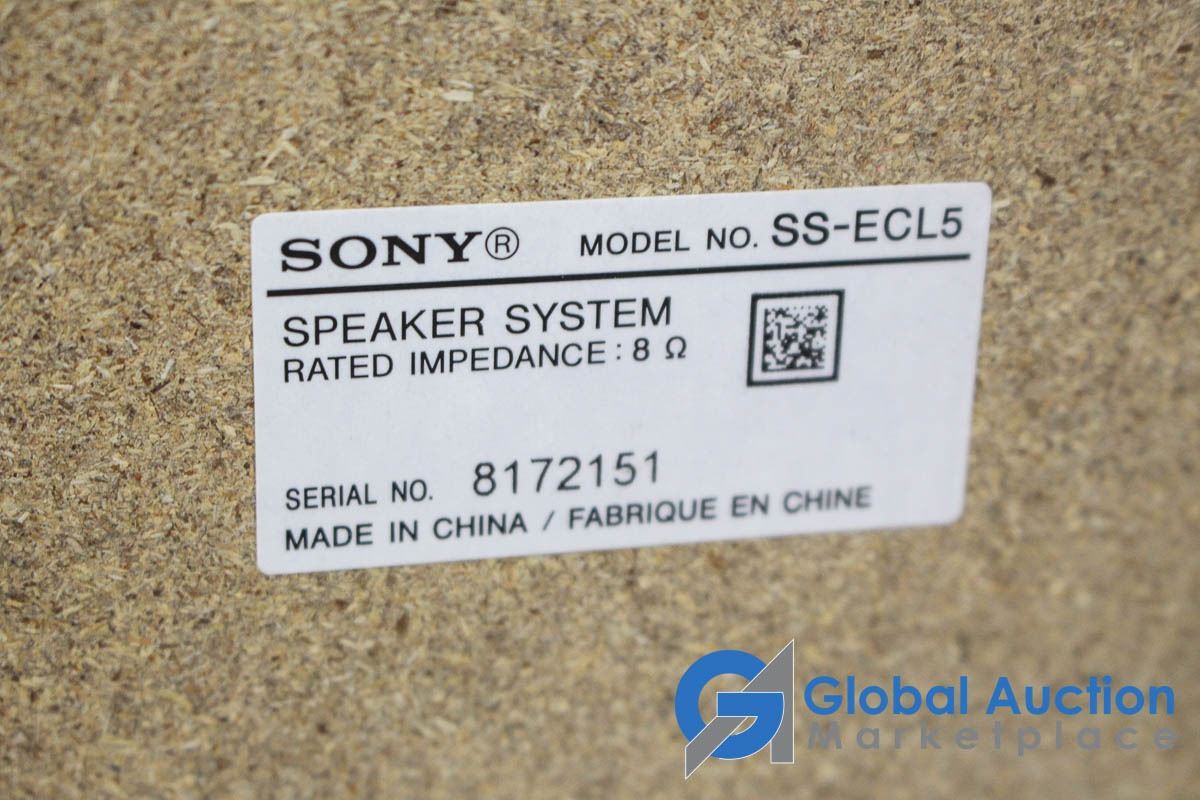 SONY® MODEL NO. SS-ECL5
SPEAKER SYSTEM
RATED IMPEDANCE : 8 Ω
SERIAL NO. 8172151
MADE IN CHINA / FABRIQUE EN CHINE
Global Auction
Marketplace